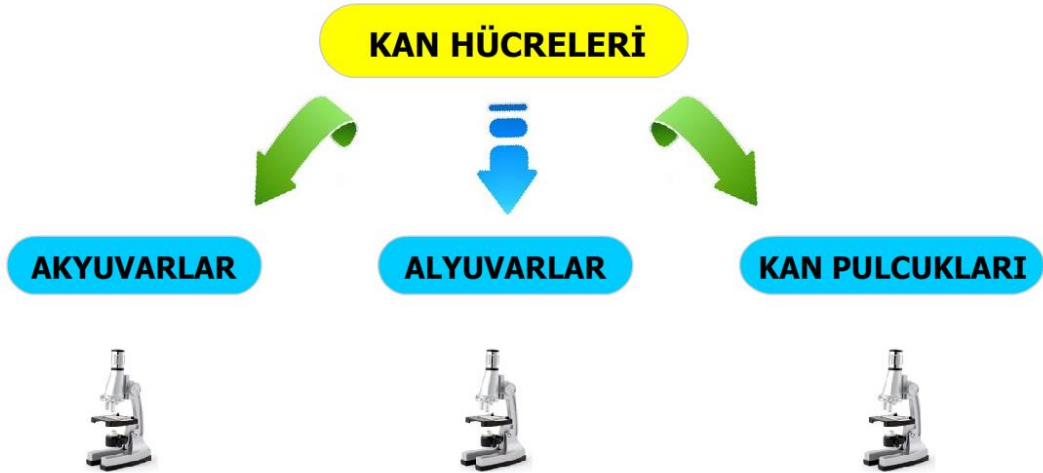 KAN HÜCRELERİ
AKYUVARLAR
ALYUVARLAR
KAN PULCUKLARI